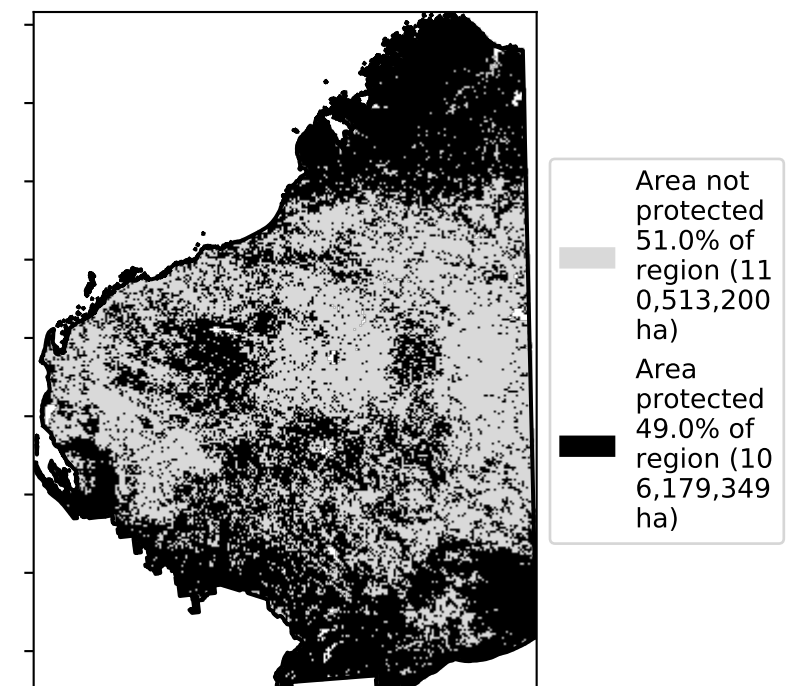 Area not
protected
51.0% of
region (11
0,513,200
ha)
Area
protected
49.0% of
region (10
6,179,349
ha)